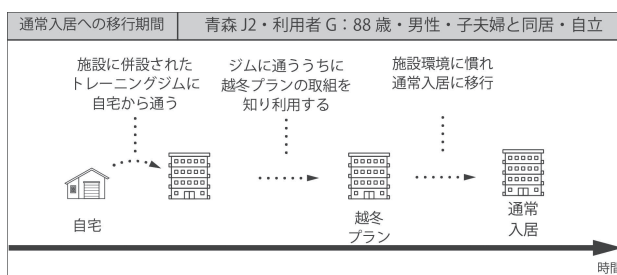 通常入居への移行期間
青森 J2・利用者 G：88 歳・男性・子夫婦と同居・自立
施設に併設された
トレーニングジムに
自宅から通う
ジムに通ううちに
越冬プランの取組を
知り利用する
施設環境に慣れ
通常入居に移行
自宅
越冬
プラン
通常
入居
時間